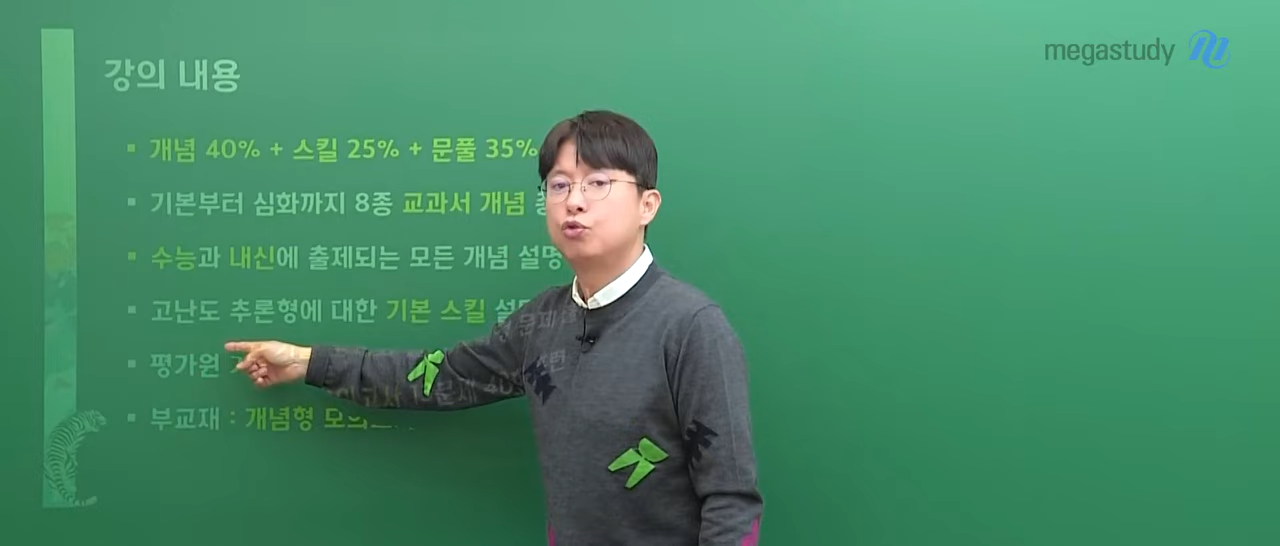 megastudy
강의 내용
개념 40% + 스킬 25% + 문풀 35%
기본부터 심화까지 8종 교과서 개념
수능과 내신에 출제되는 모든 개념 설명
고난도 추론형에 대한 기본 스킬
평가원
부교재 : 개념형